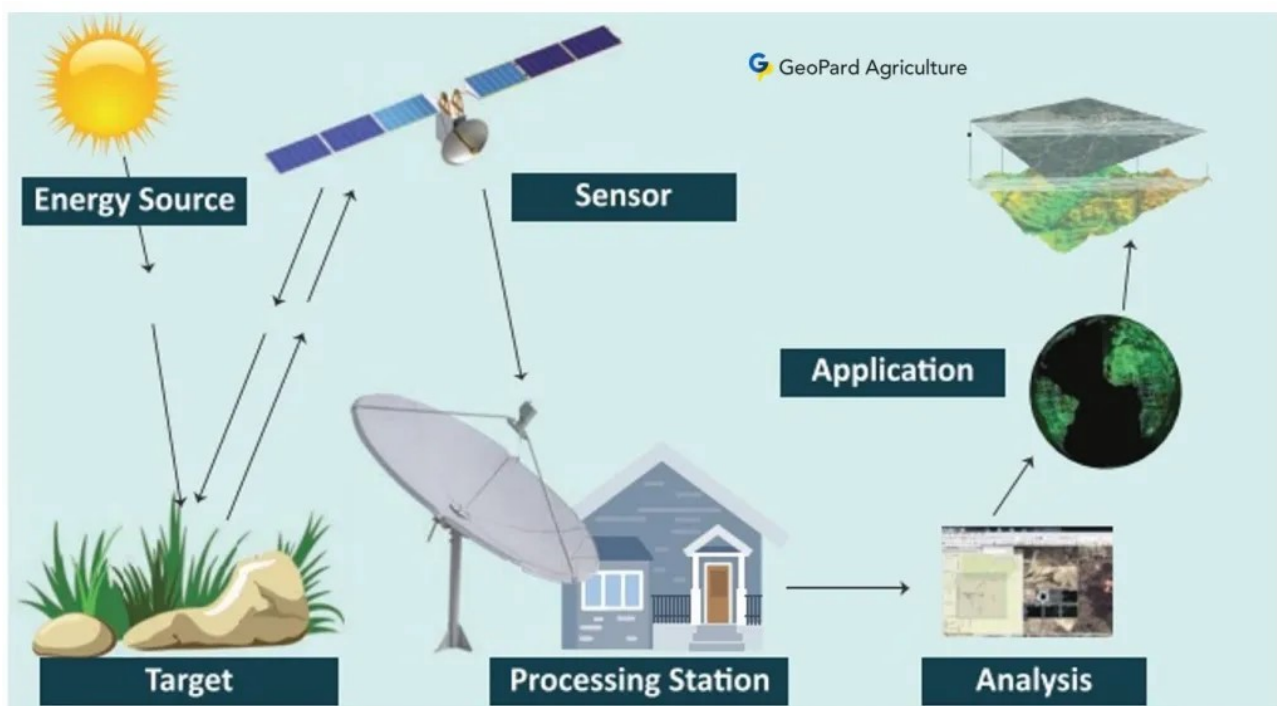 GeoPard Agriculture
Energy Source
Sensor
Application
Target
Processing Station
Analysis